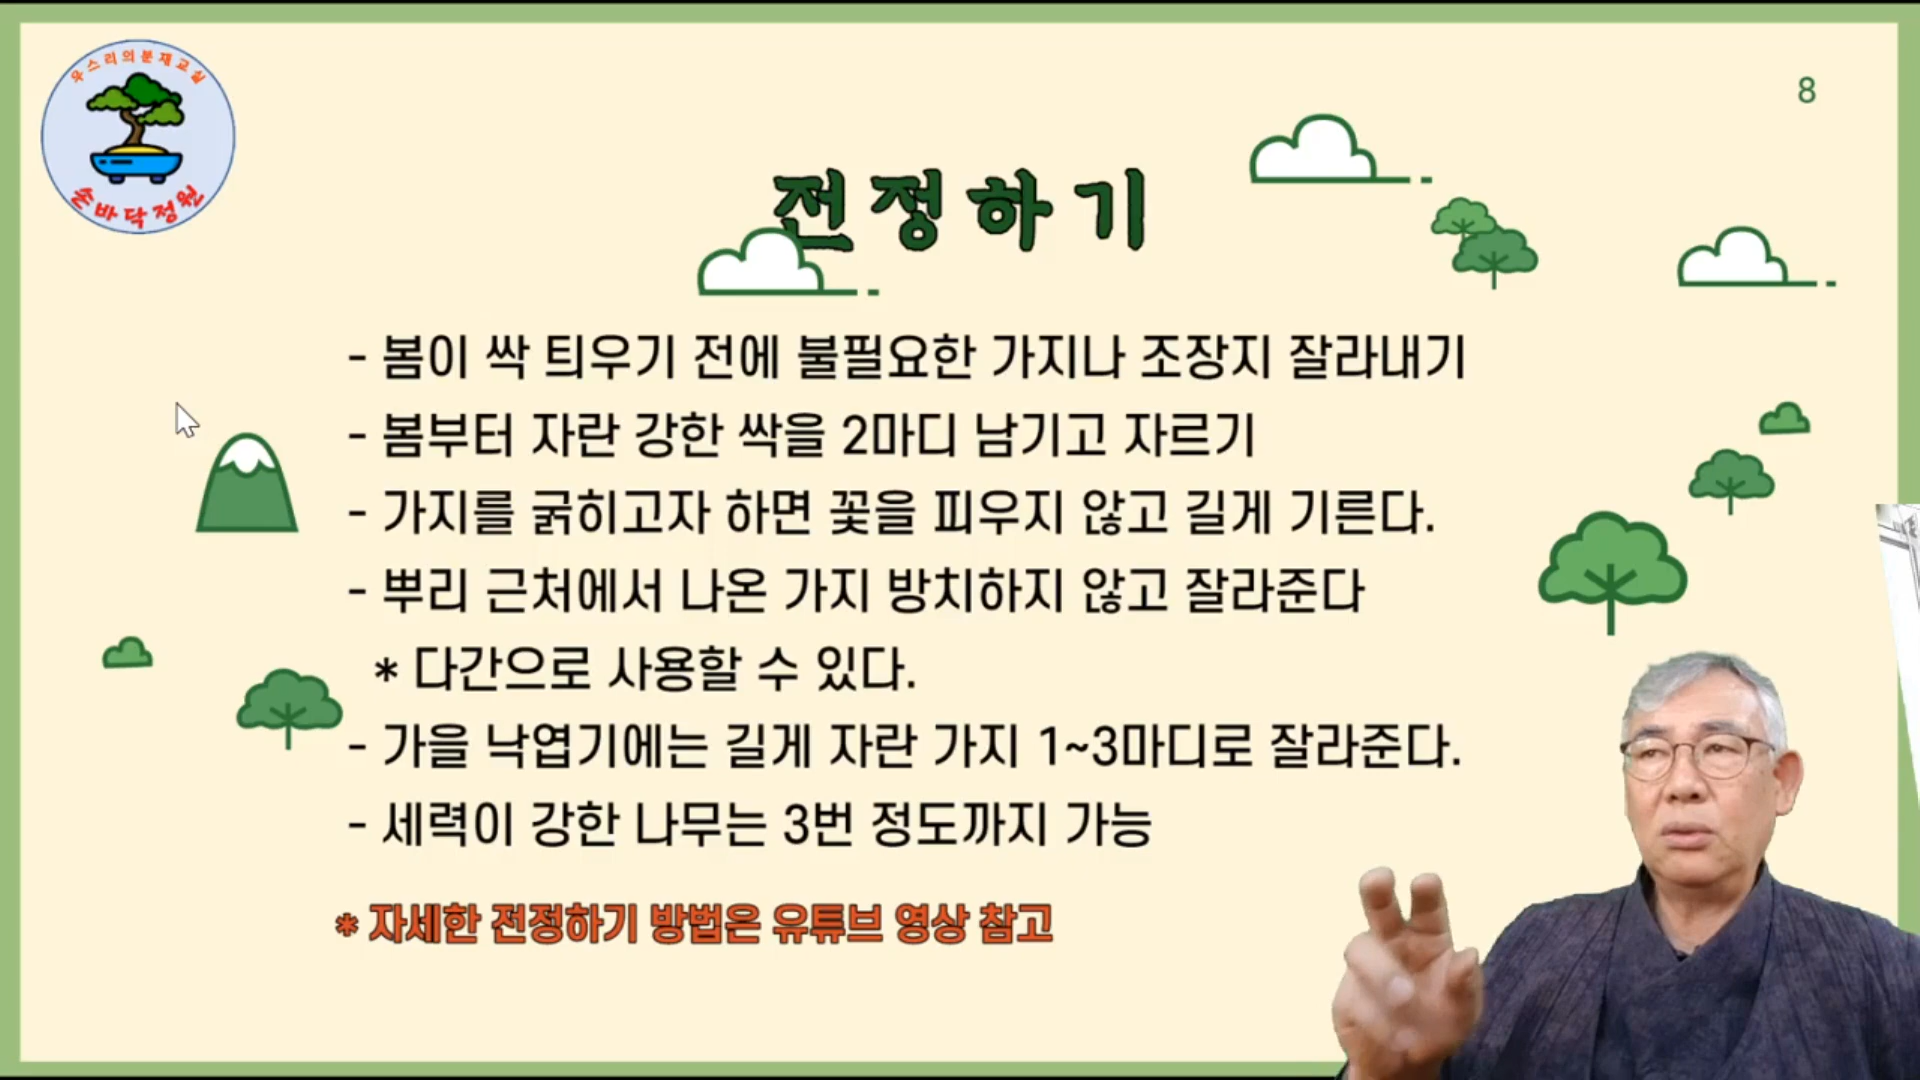 우스리의분재교실
손바닥정원
8
전정하기
- 봄이 싹 틔우기 전에 불필요한 가지나 조장지 잘라내기
- 봄부터 자란 강한 싹을 2마디 남기고 자르기
- 가지를 굵히고자 하면 꽃을 피우지 않고 길게 기른다.
- 뿌리 근처에서 나온 가지 방치하지 않고 잘라준다
* 다간으로 사용할 수 있다.
- 가을 낙엽기에는 길게 자란 가지 1~3마디로 잘라준다.
- 세력이 강한 나무는 3번 정도까지 가능
* 자세한 전정하기 방법은 유튜브 영상 참고